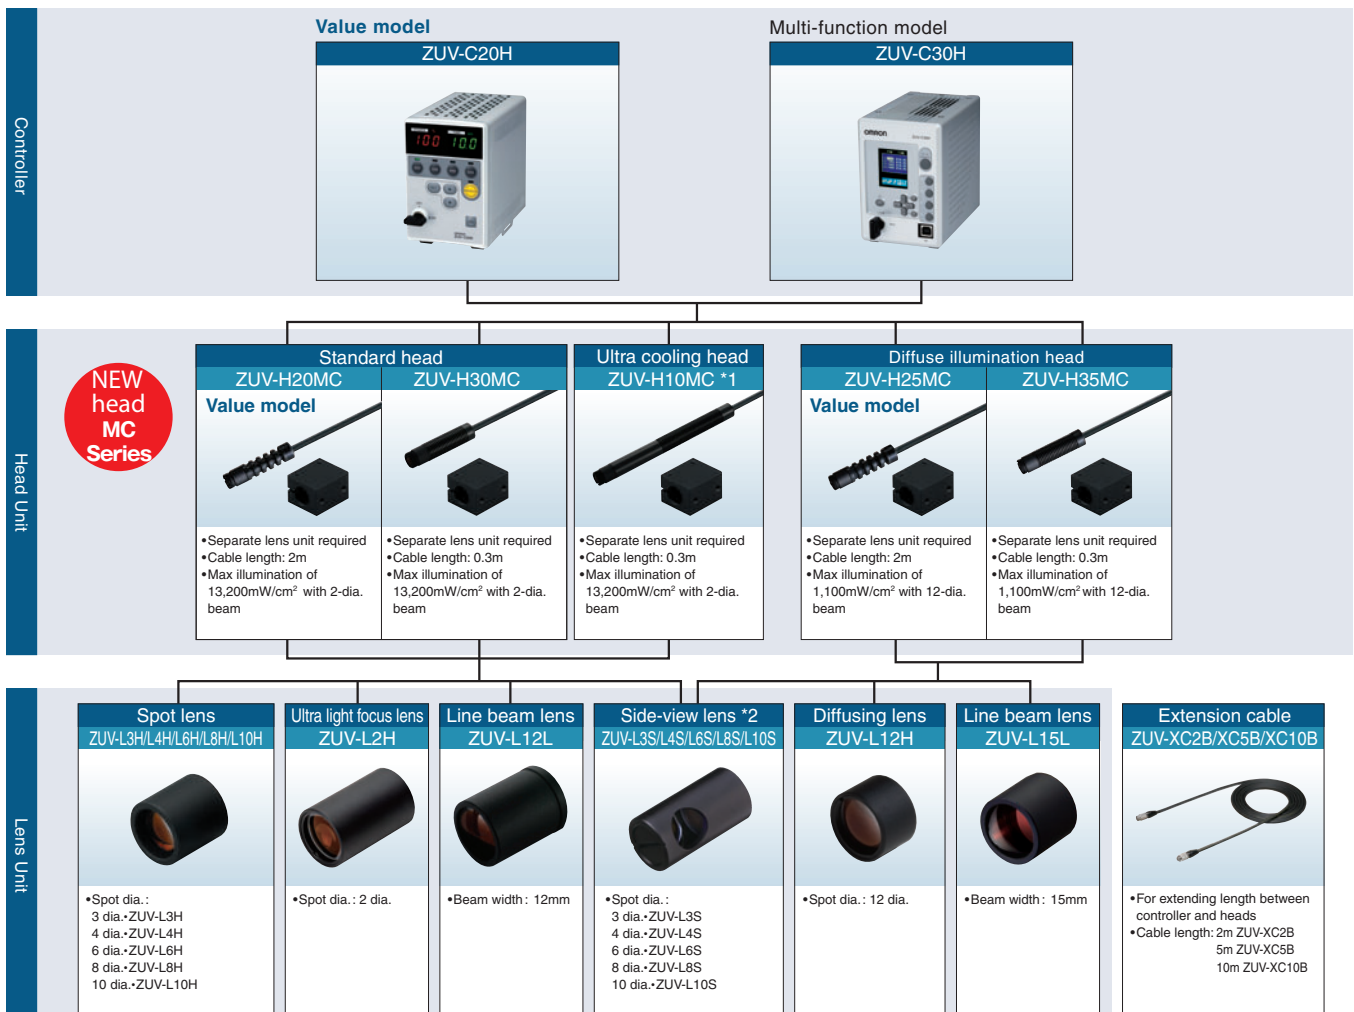 Value model
Multi-function model
ZUV-C20H
ZUV-C30H
OMRON
100 100
Controller
NEW
head
MC
Series
Head Unit
Standard head
ZUV-H20MC
ZUV-H30MC
Value model
•Separate lens unit required
•Cable length: 2m
•Max illumination of
13,200mW/cm² with 2-dia.
beam
•Separate lens unit required
•Cable length: 0.3m
•Max illumination of
13,200mW/cm² with 2-dia.
beam
Ultra cooling head
ZUV-H10MC *1
•Separate lens unit required
•Cable length: 0.3m
•Max illumination of
13,200mW/cm² with 2-dia.
beam
Diffuse illumination head
ZUV-H25MC
ZUV-H35MC
Value model
•Separate lens unit required
•Cable length: 2m
•Max illumination of
1,100mW/cm² with 12-dia.
beam
•Separate lens unit required
•Cable length: 0.3m
•Max illumination of
1,100mW/cm² with 12-dia.
beam
Lens Unit
Spot lens
ZUV-L3H/L4H/L6H/L8H/L10H
•Spot dia.:
3 dia.•ZUV-L3H
4 dia.•ZUV-L4H
6 dia.•ZUV-L6H
8 dia.•ZUV-L8H
10 dia.•ZUV-L10H
Ultra light focus lens
ZUV-L2H
•Spot dia.: 2 dia.
Line beam lens
ZUV-L12L
•Beam width: 12mm
Side-view lens *2
ZUV-L3S/L4S/L6S/L8S/L10S
•Spot dia.:
3 dia.•ZUV-L3S
4 dia.•ZUV-L4S
6 dia.•ZUV-L6S
8 dia.•ZUV-L8S
10 dia.•ZUV-L10S
Diffusing lens
ZUV-L12H
•Spot dia.: 12 dia.
Line beam lens
ZUV-L15L
•Beam width: 15mm
Extension cable
ZUV-XC2B/XC5B/XC10B
•For extending length between
controller and heads
•Cable length: 2m ZUV-XC2B
5m ZUV-XC5B
10m ZUV-XC10B